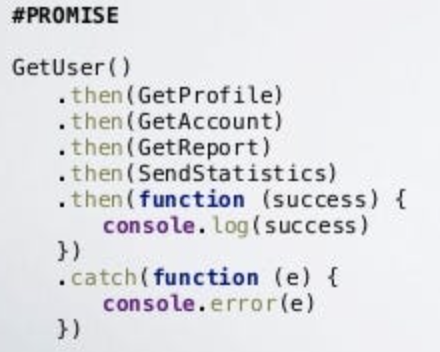 #PROMISE
GetUser()
.then(GetProfile)
.then(GetAccount)
.then(GetReport)
.then(SendStatistics)
.then(function (success) {
console.log(success)
})
.catch(function (e) {
console.error(e)
})